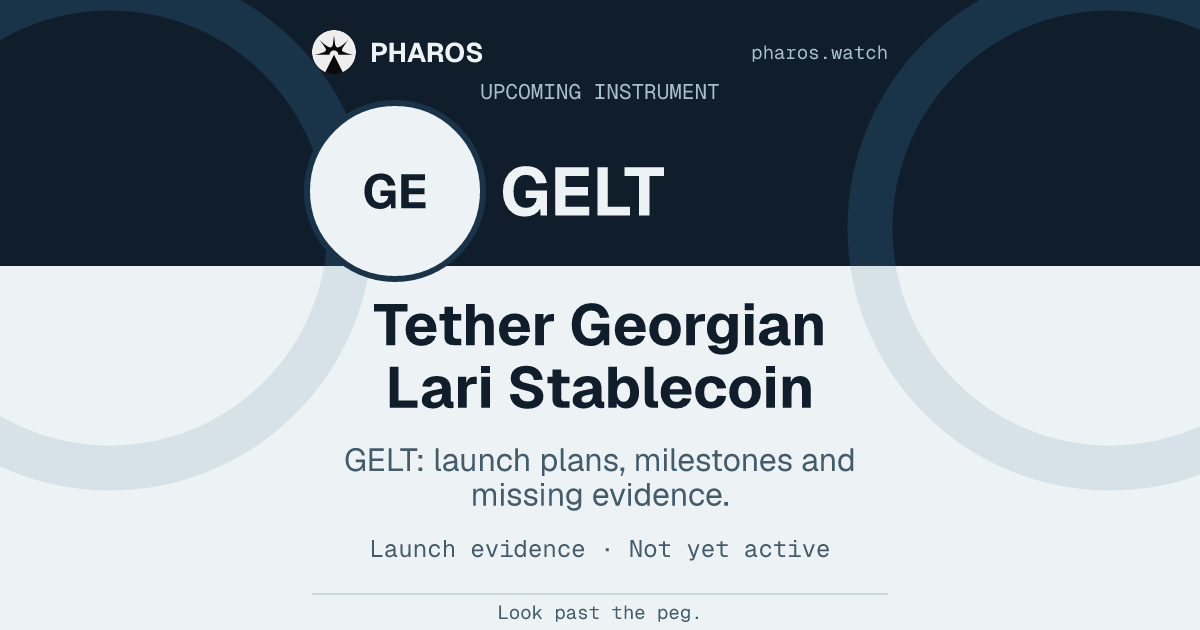 PHAROS
pharos.watch
UPCOMING INSTRUMENT
GE
GELT
Tether Georgian
Lari Stablecoin
GELT: launch plans, milestones and
missing evidence.
Launch evidence · Not yet active
Look past the peg.